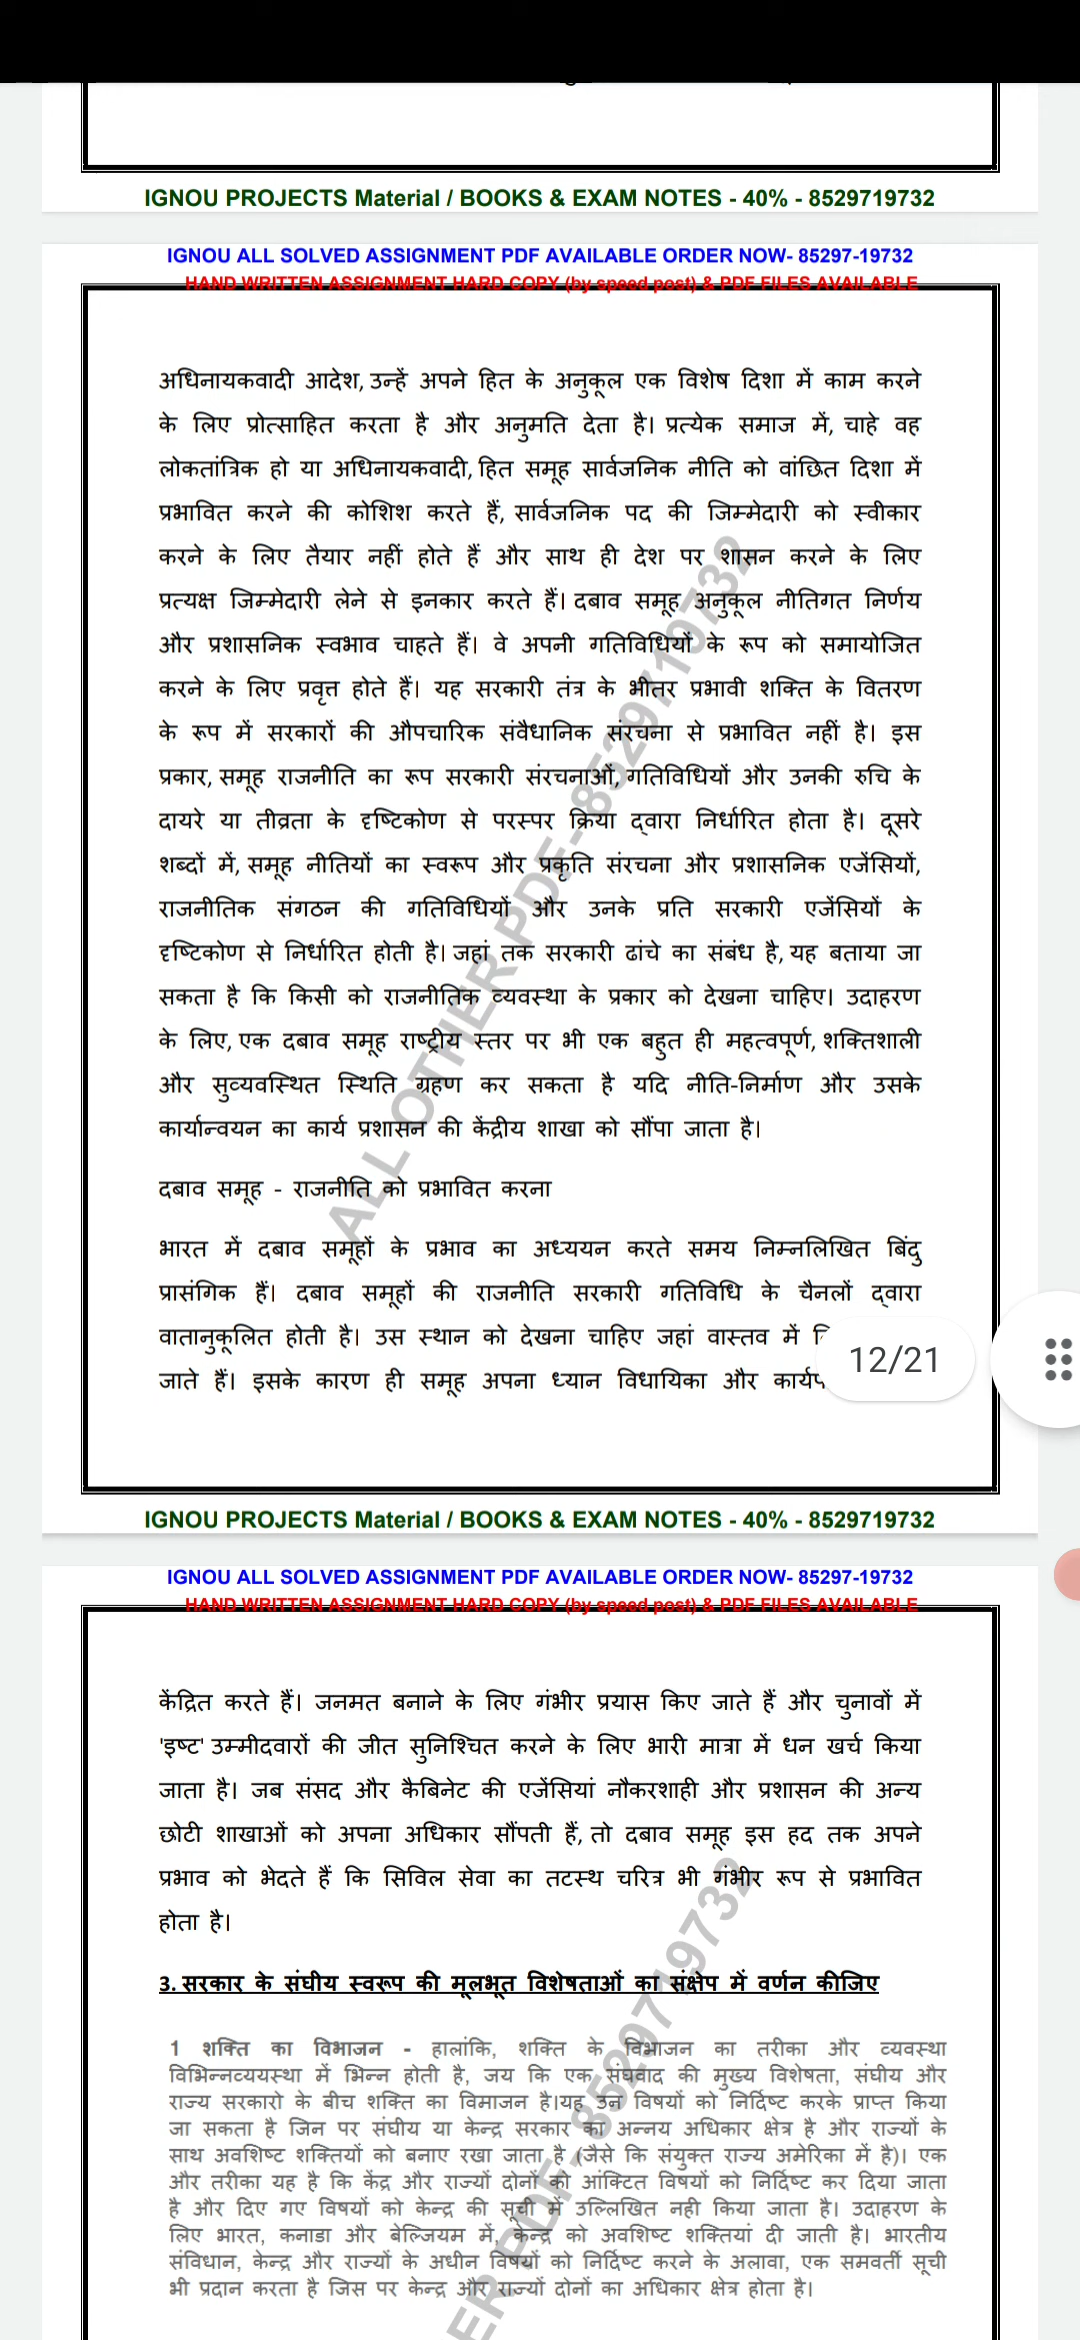 IGNOU PROJECTS Material / BOOKS & EXAM NOTES - 40% - 8529719732
IGNOU ALL SOLVED ASSIGNMENT PDF AVAILABLE ORDER NOW- 85297-19732
HAND WRITTEN ASSIGNMENT HARD COPY (by speed post) & PDF FILES AVAILABLE
अधिनायकवादी आदेश, उन्हें अपने हित के अनुकूल एक विशेष दिशा में काम करने
के लिए प्रोत्साहित करता है और अनुमति देता है। प्रत्येक समाज में, चाहे वह
लोकतांत्रिक हो या अधिनायकवादी, हित समूह सार्वजनिक नीति को वांछित दिशा में
प्रभावित करने की कोशिश करते हैं, सार्वजनिक पद की जिम्मेदारी को स्वीकार
करने के लिए तैयार नहीं होते हैं और साथ ही देश पर शासन करने के लिए
प्रत्यक्ष जिम्मेदारी लेने से इनकार करते हैं। दबाव समूह अनुकूल नीतिगत निर्णय
और प्रशासनिक स्वभाव चाहते हैं। वे अपनी गतिविधियों के रूप को समायोजित
करने के लिए प्रवृत्त होते हैं। यह सरकारी तंत्र के भीतर प्रभावी शक्ति के वितरण
के रूप में सरकारों की औपचारिक संवैधानिक संरचना से प्रभावित नहीं है। इस
प्रकार, समूह राजनीति का रूप सरकारी संरचनाओं, गतिविधियों और उनकी रुचि के
दायरे या तीव्रता के दृष्टिकोण से परस्पर क्रिया द्वारा निर्धारित होता है। दूसरे
शब्दों में, समूह नीतियों का स्वरूप और प्रकृति संरचना और प्रशासनिक एजेंसियों,
राजनीतिक संगठन की गतिविधियों और उनके प्रति सरकारी एजेंसियों के
दृष्टिकोण से निर्धारित होती है। जहां तक सरकारी ढांचे का संबंध है, यह बताया जा
सकता है कि किसी को राजनीतिक व्यवस्था के प्रकार को देखना चाहिए। उदाहरण
के लिए, एक दबाव समूह राष्ट्रीय स्तर पर भी एक बहुत ही महत्वपूर्ण, शक्तिशाली
और सुव्यवस्थित स्थिति ग्रहण कर सकता है यदि नीति-निर्माण और उसके
कार्यान्वयन का कार्य प्रशासन की केंद्रीय शाखा को सौंपा जाता है।
दबाव समूह - राजनीति को प्रभावित करना
भारत में दबाव समूहों के प्रभाव का अध्ययन करते समय निम्नलिखित बिंदु
प्रासंगिक हैं। दबाव समूहों की राजनीति सरकारी गतिविधि के चैनलों द्वारा
वातानुकूलित होती है। उस स्थान को देखना चाहिए जहां वास्तव में
जाते हैं। इसके कारण ही समूह अपना ध्यान विधायिका और
12/21
ALL OTHER PDF- 8529719732
IGNOU PROJECTS Material / BOOKS & EXAM NOTES - 40% - 8529719732
IGNOU ALL SOLVED ASSIGNMENT PDF AVAILABLE ORDER NOW- 85297-19732
HAND WRITTEN ASSIGNMENT HARD COPY (by speed post) & PDF FILES AVAILABLE
केंद्रित करते हैं। जनमत बनाने के लिए गंभीर प्रयास किए जाते हैं और चुनावों में
'इष्ट' उम्मीदवारों की जीत सुनिश्चित करने के लिए भारी मात्रा में धन खर्च किया
जाता है। जब संसद और कैबिनेट की एजेंसियां नौकरशाही और प्रशासन की अन्य
छोटी शाखाओं को अपना अधिकार सौंपती हैं, तो दबाव समूह इस हद तक अपने
प्रभाव को भेदते हैं कि सिविल सेवा का तटस्थ चरित्र भी गंभीर रूप से प्रभावित
होता है।
3. सरकार के संघीय स्वरूप की मूलभूत विशेषताओं का संक्षेप में वर्णन कीजिए
1 शक्ति का विभाजन - हालांकि, शक्ति के विभाजन का तरीका और व्यवस्था
विभिन्नटययस्था में भिन्न होती है, जय कि एक संघवाद की मुख्य विशेषता, संघीय और
राज्य सरकारो के बीच शक्ति का विमाजन है।यह उन विषयों को निर्दिष्ट करके प्राप्त किया
जा सकता है जिन पर संघीय या केन्द्र सरकार का अन्नय अधिकार क्षेत्र है और राज्यों के
साथ अवशिष्ट शक्तियों को बनाए रखा जाता है (जैसे कि संयुक्त राज्य अमेरिका में है)। एक
और तरीका यह है कि केंद्र और राज्यों दोनों को आंक्टित विषयों को निर्दिष्ट कर दिया जाता
है और दिए गए विषयों को केन्द्र की सूची में उल्लिखित नही किया जाता है। उदाहरण के
लिए भारत, कनाडा और बेल्जियम में, केन्द्र को अवशिष्ट शक्तियां दी जाती है। भारतीय
संविधान, केन्द्र और राज्यों के अधीन विषयों को निर्दिष्ट करने के अलावा, एक समवर्ती सूची
भी प्रदान करता है जिस पर केन्द्र और राज्यों दोनों का अधिकार क्षेत्र होता है।
ER PDF- 8529719732